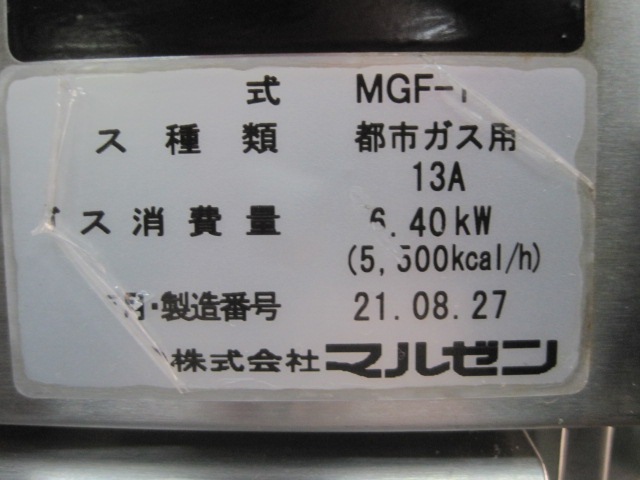 式 MGF-
ス種類 都市ガス用
13A
ス消費量 6.40kW
(5,500kcal/h)
・製造番号 21.08.27
株式会社マルゼン